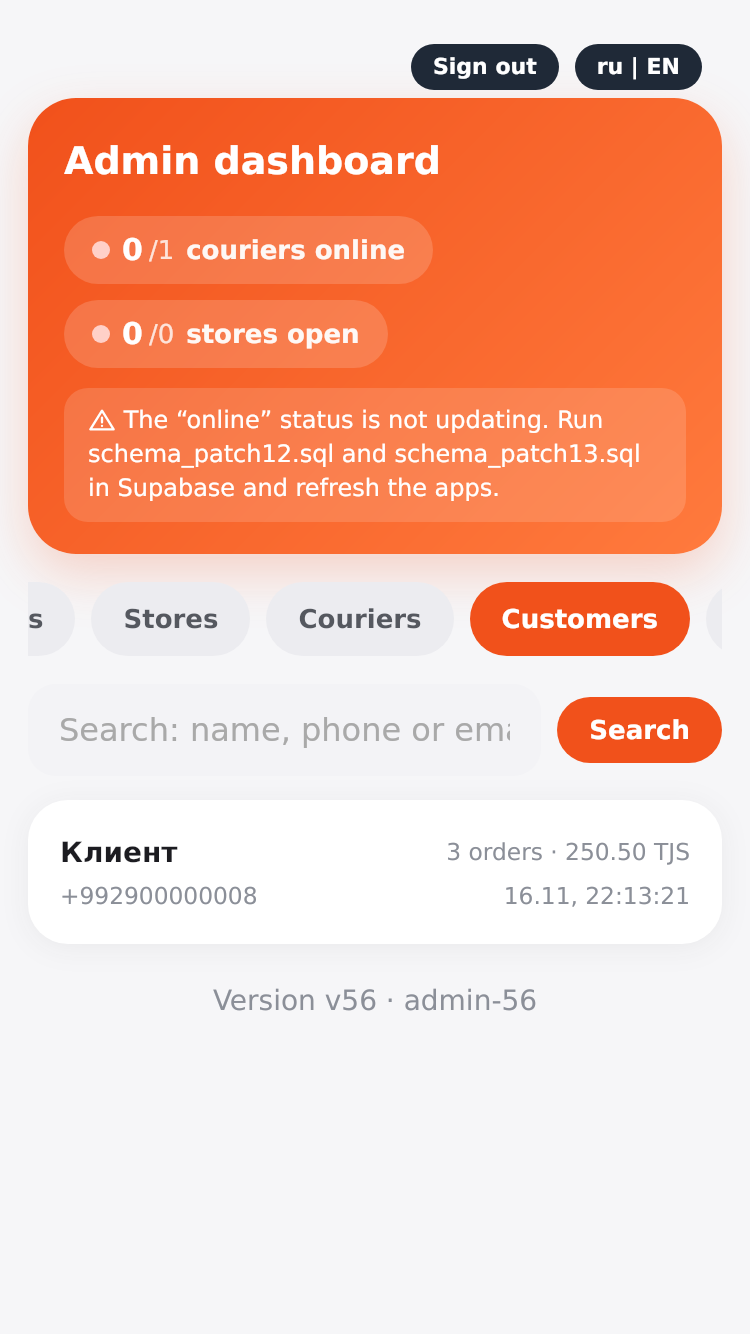 Sign out
ru | EN
Admin dashboard
0 /1 couriers online
0 /0 stores open
⚠ The “online” status is not updating. Run
schema_patch12.sql and schema_patch13.sql
in Supabase and refresh the apps.
s
Stores
Couriers
Customers
Search: name, phone or ema
Search
Клиент
3 orders · 250.50 TJS
+992900000008
16.11, 22:13:21
Version v56 · admin-56